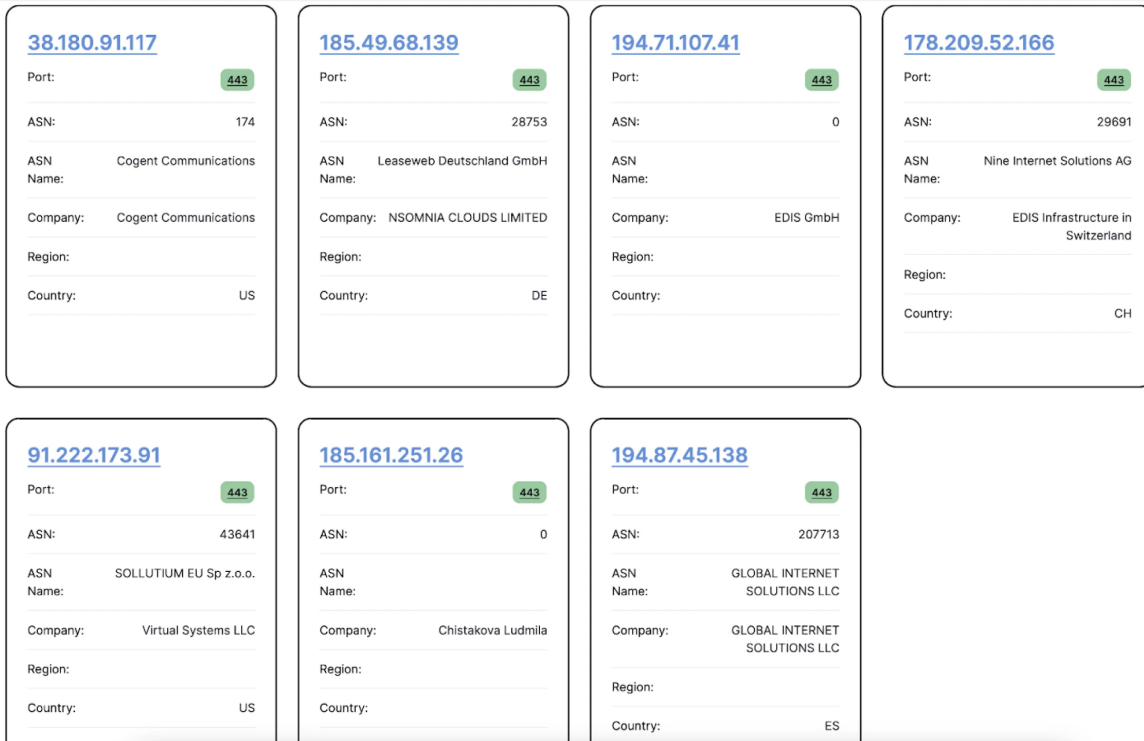 38.180.91.117
Port: 443
ASN: 174
ASN Name: Cogent Communications
Company: Cogent Communications
Region:
Country: US
185.49.68.139
Port: 443
ASN: 28753
ASN Name: Leaseweb Deutschland GmbH
Company: NSOMNIA CLOUDS LIMITED
Region:
Country: DE
194.71.107.41
Port: 443
ASN: 0
ASN Name:
Company: EDIS GmbH
Region:
Country:
178.209.52.166
Port: 443
ASN: 29691
ASN Name: Nine Internet Solutions AG
Company: EDIS Infrastructure in
Switzerland
Region:
Country: CH
91.222.173.91
Port: 443
ASN: 43641
ASN Name: SOLLUTIUM EU Sp z.o.o.
Company: Virtual Systems LLC
Region:
Country: US
185.161.251.26
Port: 443
ASN: 0
ASN Name:
Company: Chistakova Ludmila
Region:
Country:
194.87.45.138
Port: 443
ASN: 207713
ASN Name: GLOBAL INTERNET
SOLUTIONS LLC
Company: GLOBAL INTERNET
SOLUTIONS LLC
Region:
Country: ES